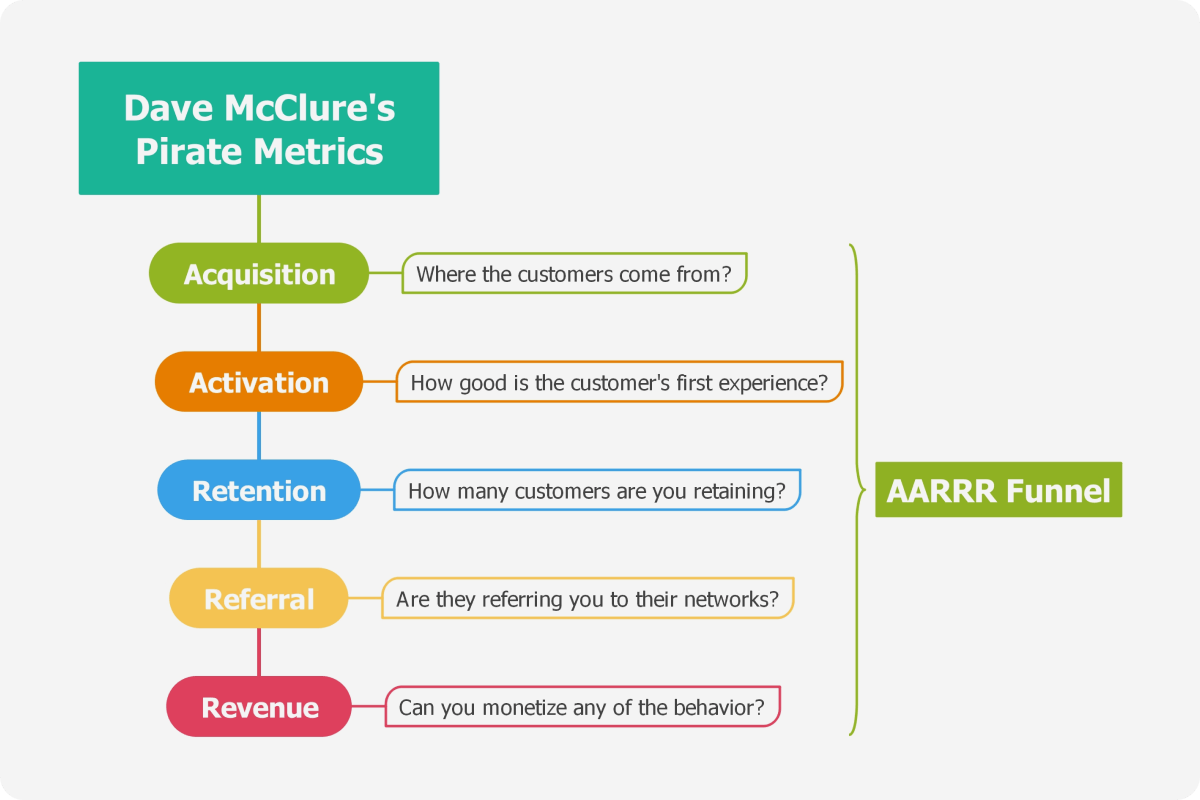 Dave McClure's
Pirate Metrics
Acquisition
Where the customers come from?
Activation
How good is the customer's first experience?
Retention
How many customers are you retaining?
AARRR Funnel
Referral
Are they referring you to their networks?
Revenue
Can you monetize any of the behavior?